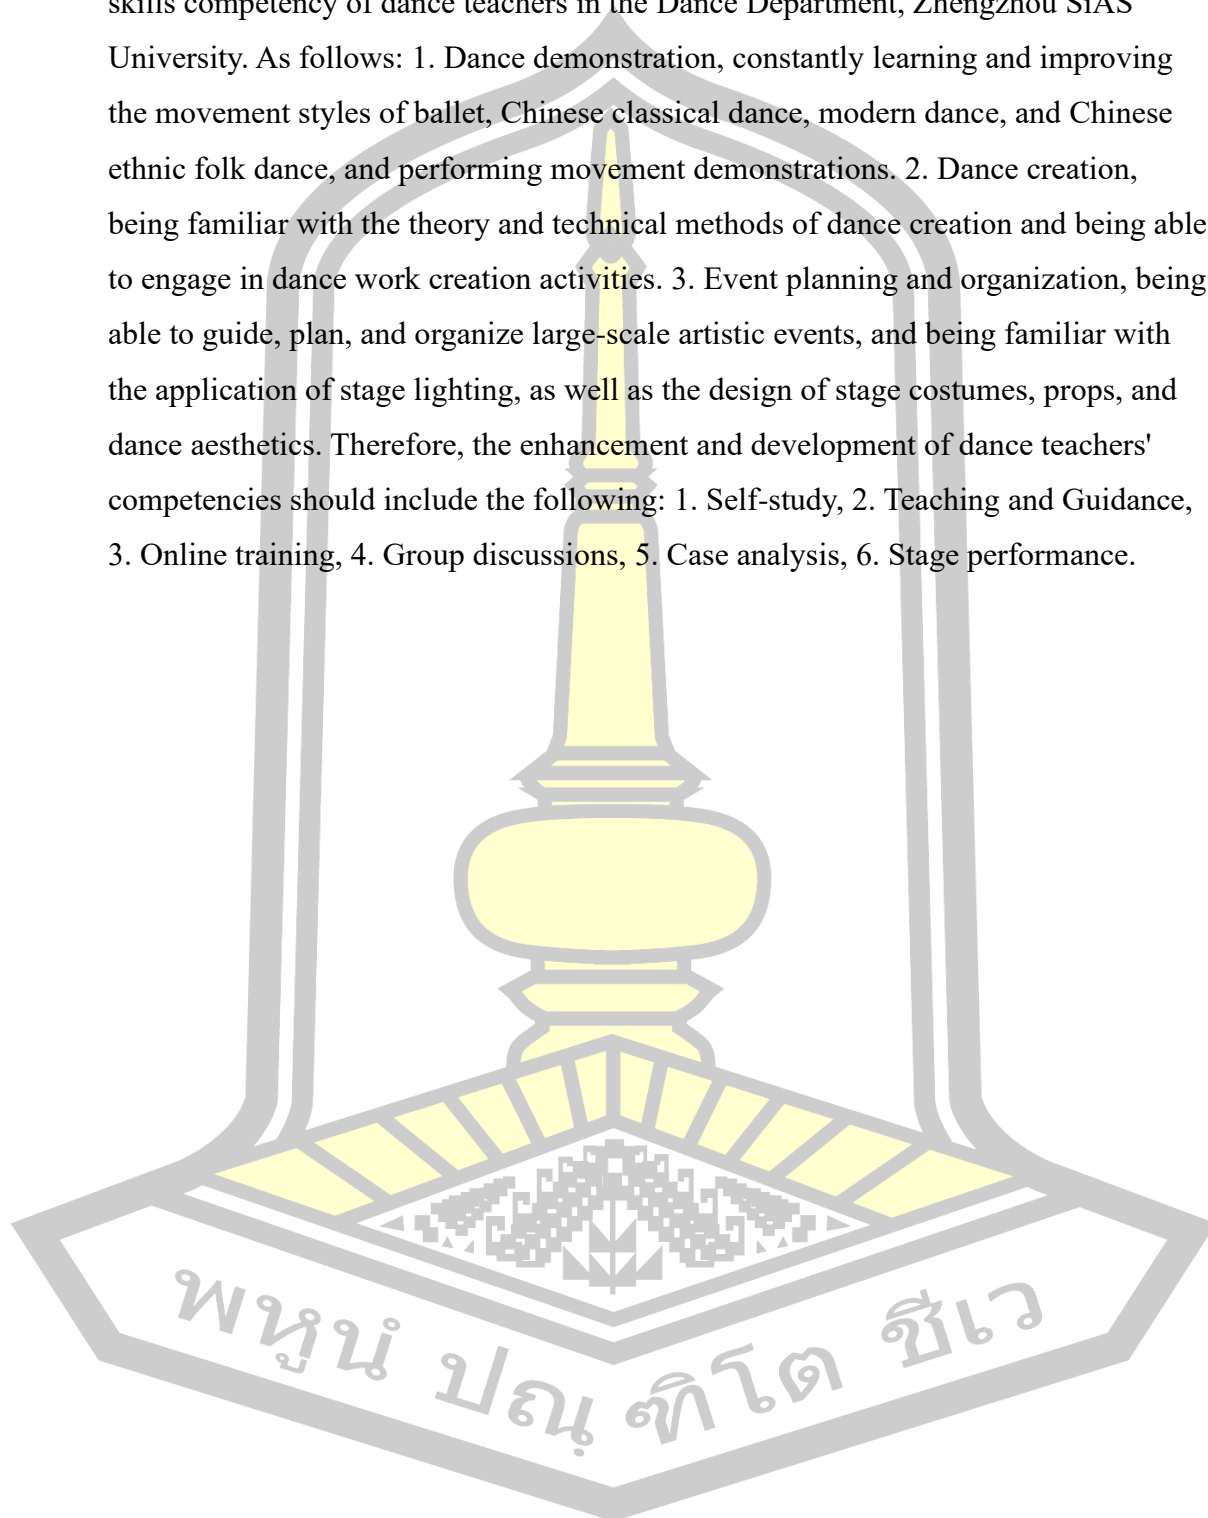 skills competency of dance teachers in the Dance Department, Zhengzhou SIAS
University. As follows: 1. Dance demonstration, constantly learning and improving
the movement styles of ballet, Chinese classical dance, modern dance, and Chinese
ethnic folk dance, and performing movement demonstrations. 2. Dance creation,
being familiar with the theory and technical methods of dance creation and being able
to engage in dance work creation activities. 3. Event planning and organization, being
able to guide, plan, and organize large-scale artistic events, and being familiar with
the application of stage lighting, as well as the design of stage costumes, props, and
dance aesthetics. Therefore, the enhancement and development of dance teachers'
competencies should include the following: 1. Self-study, 2. Teaching and Guidance,
3. Online training, 4. Group discussions, 5. Case analysis, 6. Stage performance.
พหูนํ ปณฺฑิโต ชีเว